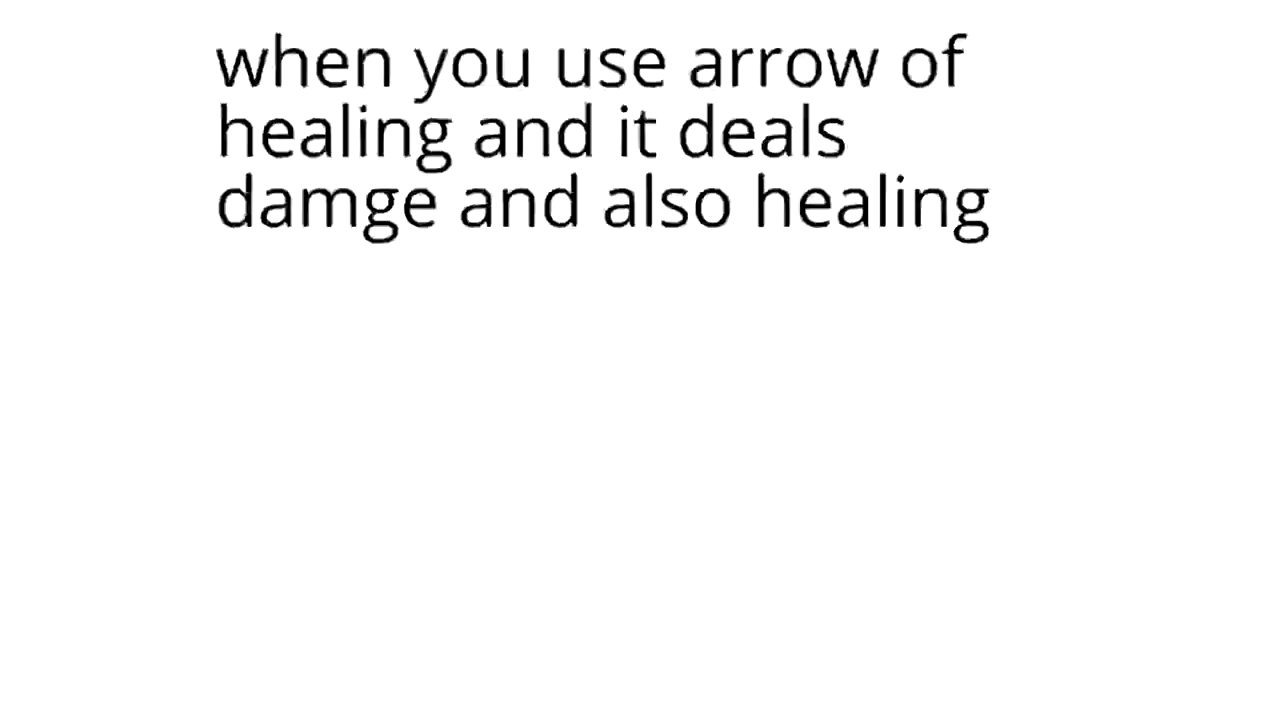 when you use arrow of
healing and it deals
damge and also healing